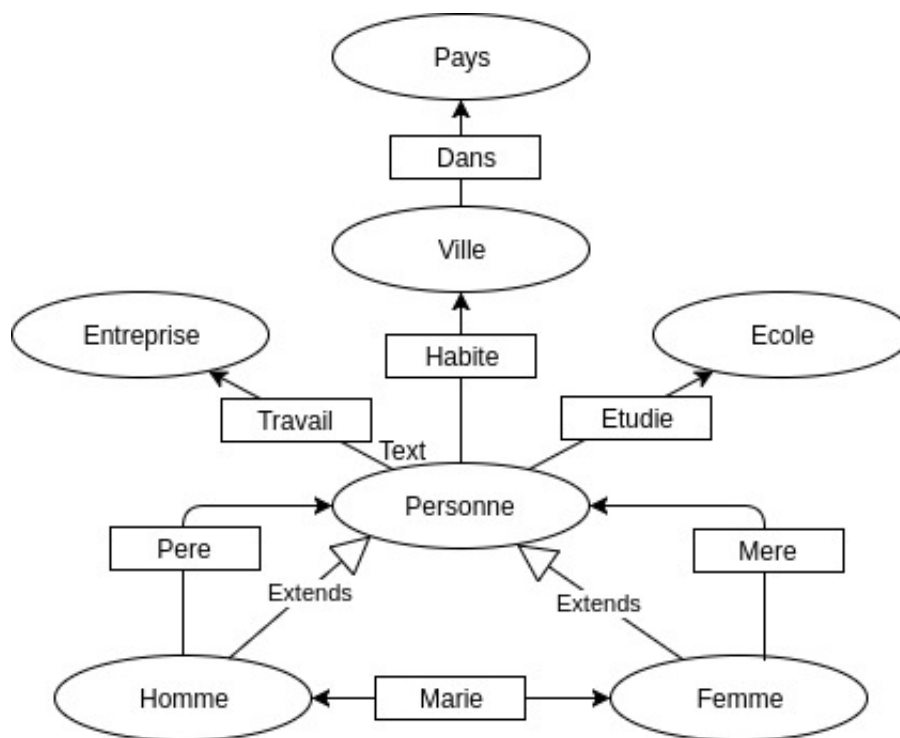 Pays
Dans
Ville
Entreprise
Habite
Ecole
Travail
Etudie
Text
Personne
Pere
Mere
Extends
Extends
Homme
Marie
Femme